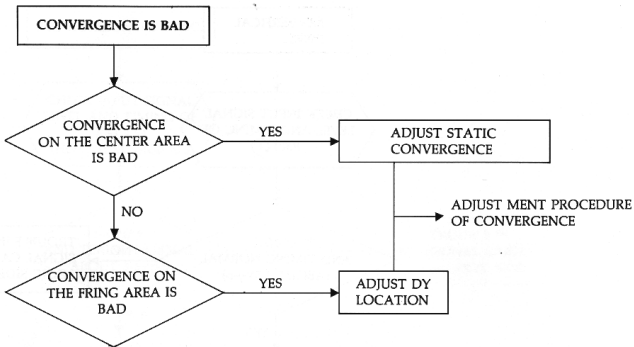 CONVERGENCE IS BAD
CONVERGENCE
ON THE CENTER AREA
IS BAD
YES
ADJUST STATIC
CONVERGENCE
NO
ADJUST MENT PROCEDURE
OF CONVERGENCE
CONVERGENCE ON
THE FRING AREA IS
BAD
YES
ADJUST DY
LOCATION